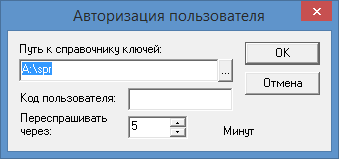 Авторизация пользователя
Путь к справочнику ключей:
A:\spr
...
OK
Отмена
Код пользователя:
Переспрашивать через:
5
Минут